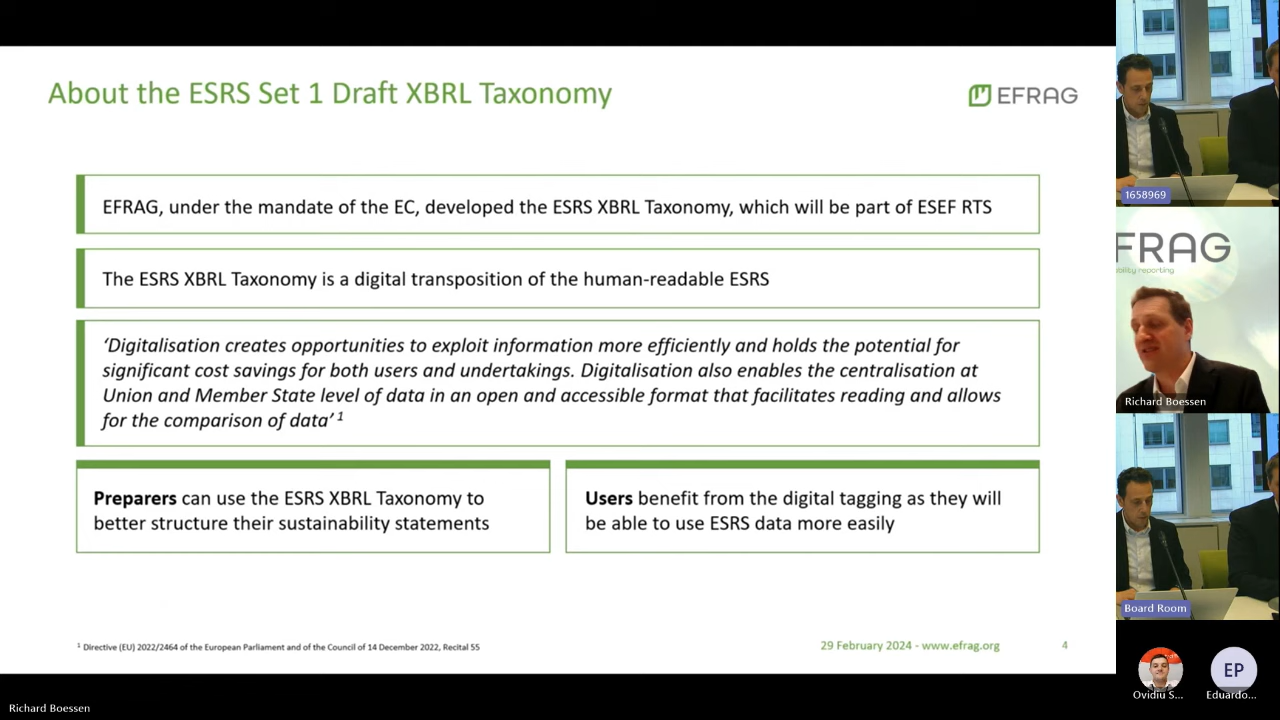 About the ESRS Set 1 Draft XBRL Taxonomy
EFRAG
EFRAG, under the mandate of the EC, developed the ESRS XBRL Taxonomy, which will be part of ESEF RTS
The ESRS XBRL Taxonomy is a digital transposition of the human-readable ESRS
‘Digitalisation creates opportunities to exploit information more efficiently and holds the potential for
significant cost savings for both users and undertakings. Digitalisation also enables the centralisation at
Union and Member State level of data in an open and accessible format that facilitates reading and allows
for the comparison of data’ ¹
Preparers can use the ESRS XBRL Taxonomy to
better structure their sustainability statements
Users benefit from the digital tagging as they will
be able to use ESRS data more easily
¹ Directive (EU) 2022/2464 of the European Parliament and of the Council of 14 December 2022, Recital 55
29 February 2024 - www.efrag.org
4
Richard Boessen
1658969
FRAG
bility reporting
Richard Boessen
Board Room
EP
Ovidiu S...
Eduardo...